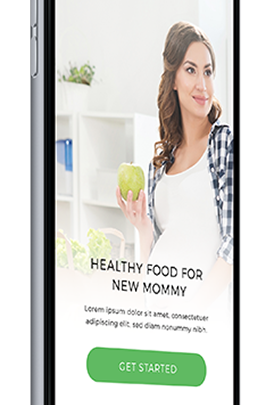 HEALTHY FOOD FOR
NEW MOMMY
Lorem ipsum dolor sit amet, consectetuer
adipiscing elit, sed diam nonummy nibh.
GET STARTED